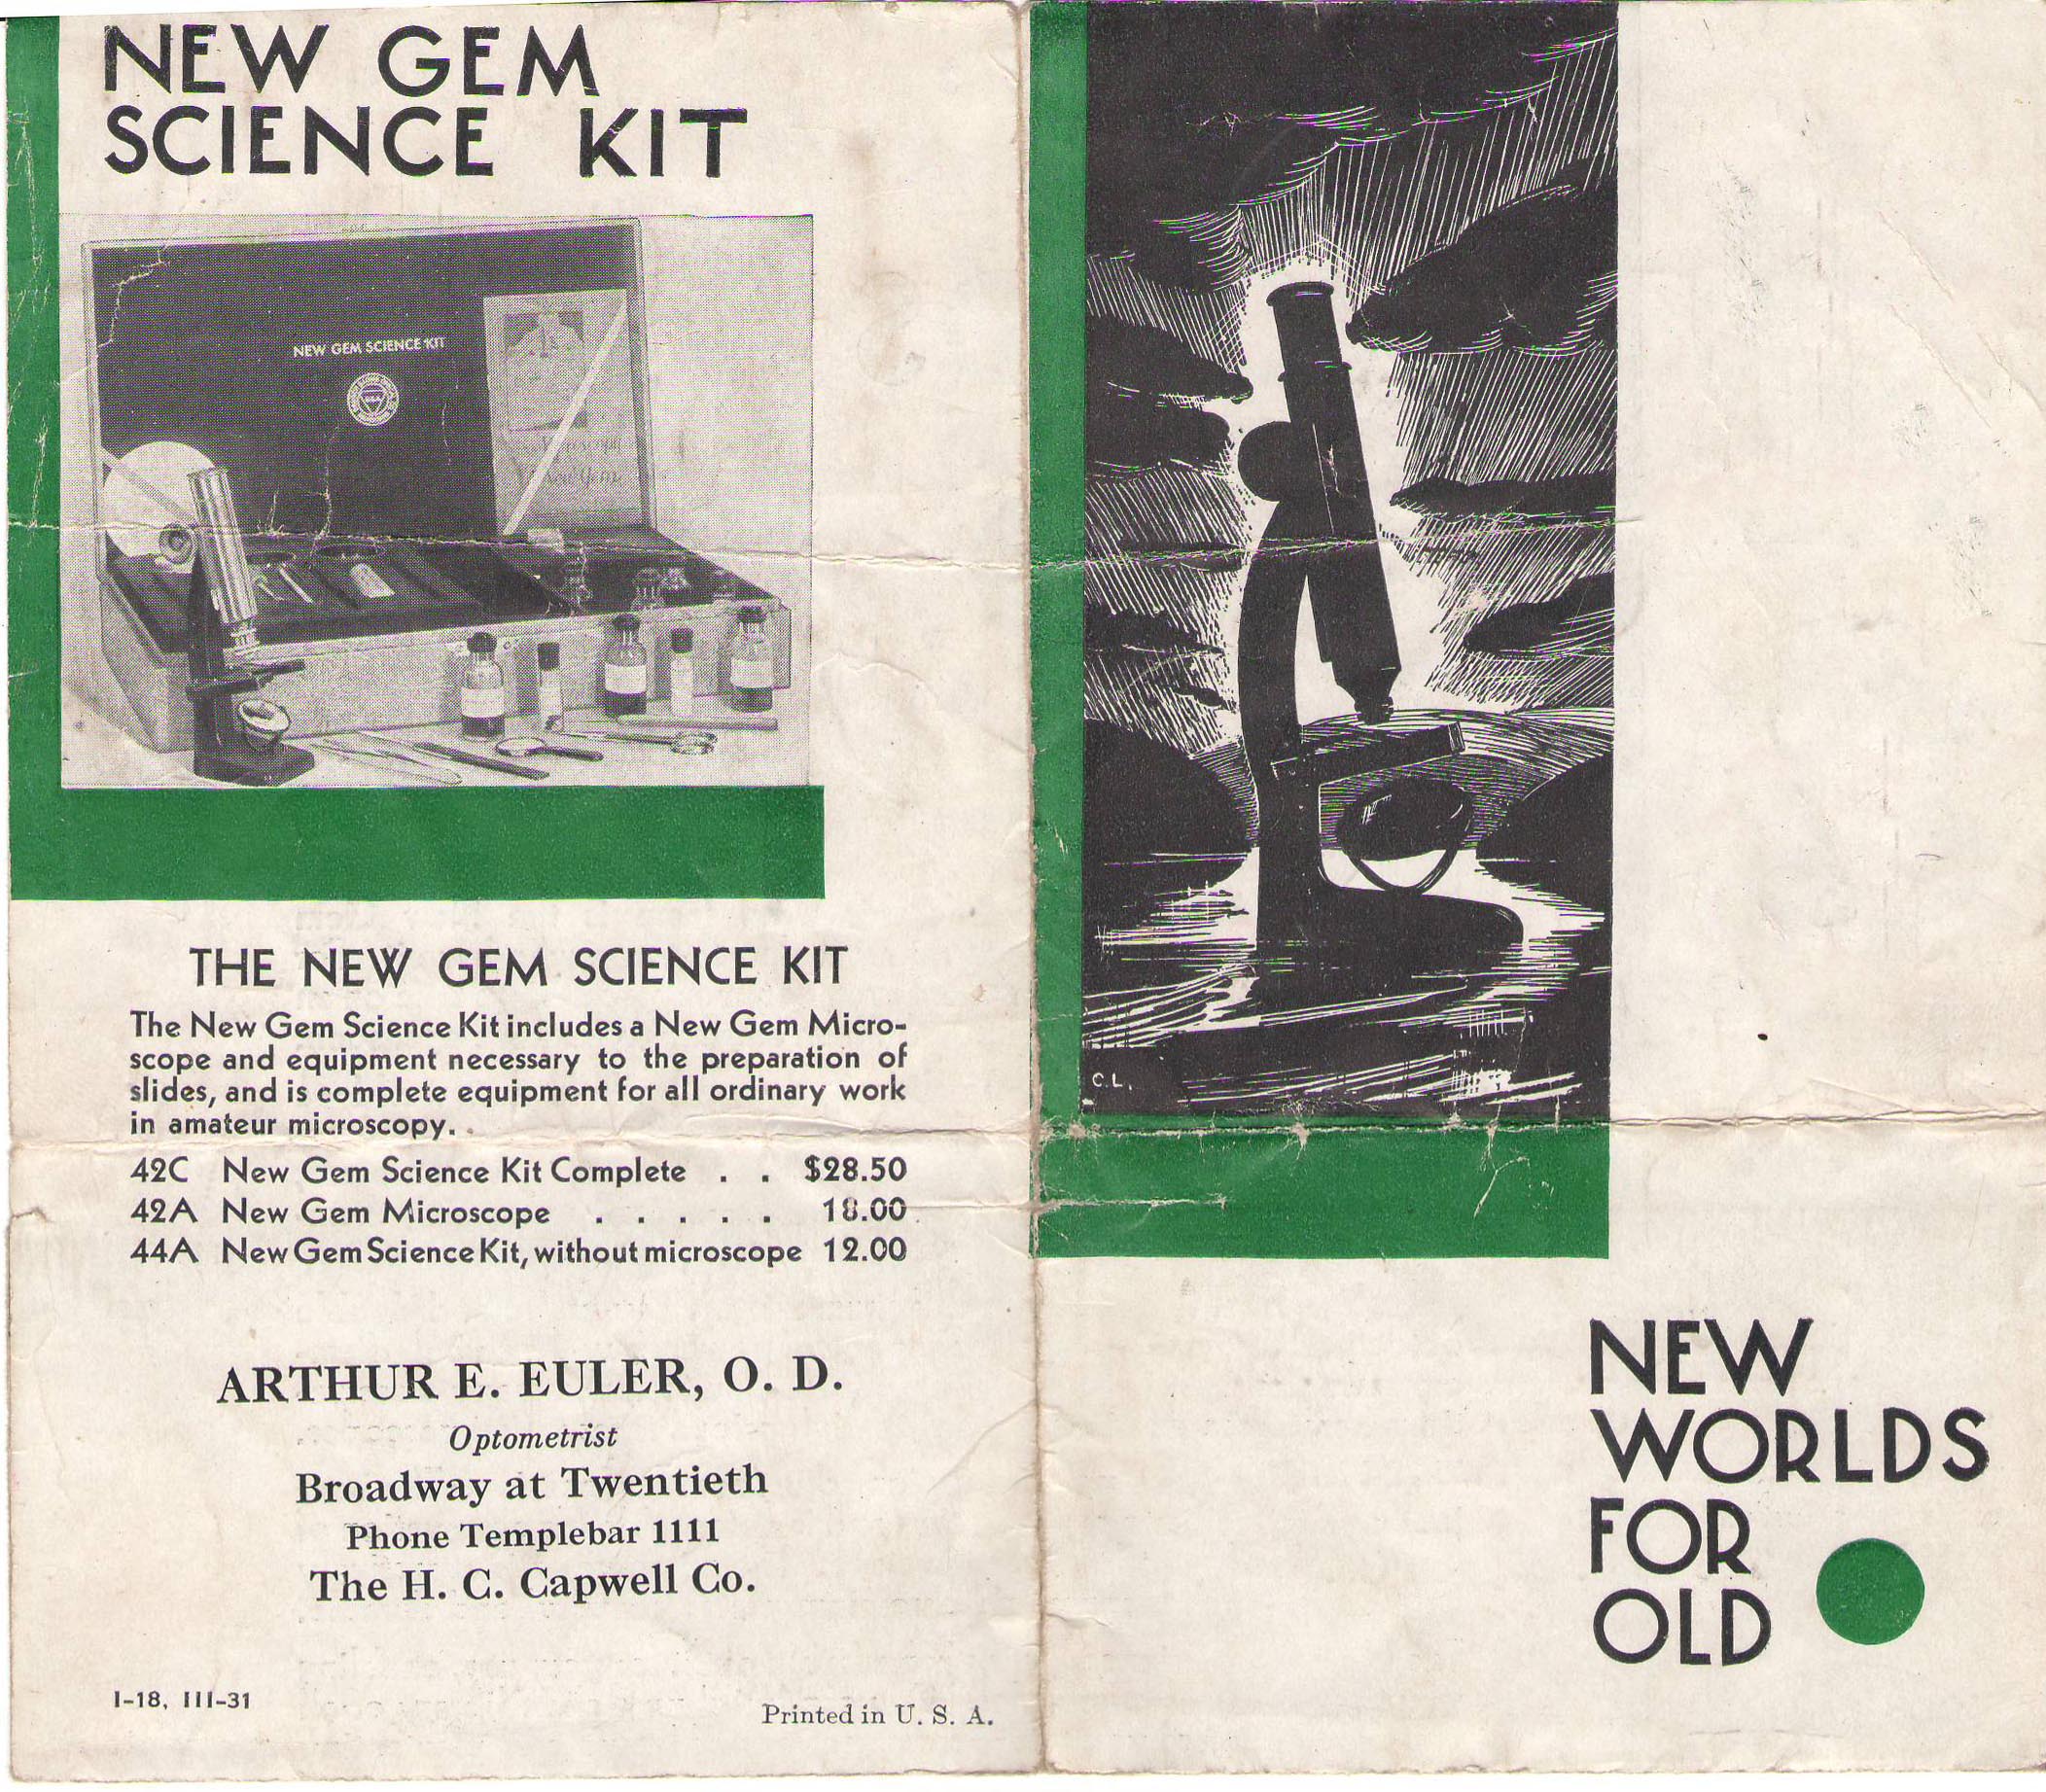 NEW GEM
SCIENCE KIT
NEW GEM SCIENCE KIT
New Gem
THE NEW GEM SCIENCE KIT
The New Gem Science Kit includes a New Gem Micro-
scope and equipment necessary to the preparation of
slides, and is complete equipment for all ordinary work
in amateur microscopy.
42C New Gem Science Kit Complete . . $28.50
42A New Gem Microscope . . . . . 18.00
44A New Gem Science Kit, without microscope 12.00
ARTHUR E. EULER, O. D.
Optometrist
Broadway at Twentieth
Phone Templebar 1111
The H. C. Capwell Co.
I-18, III-31
Printed in U. S. A.
C.L.
NEW
WORLDS
FOR
OLD